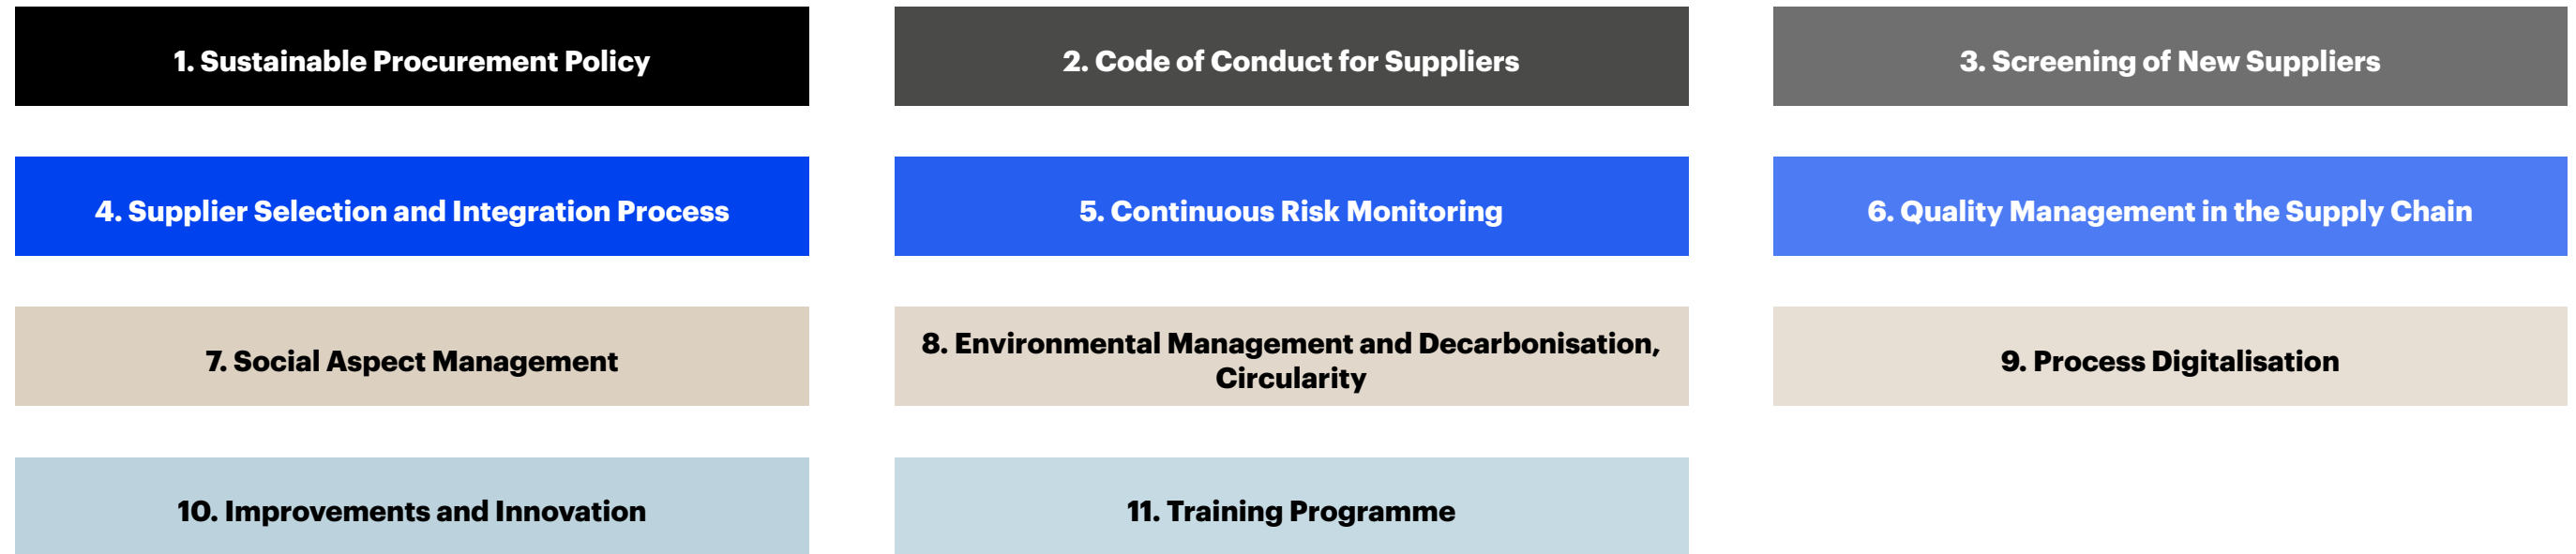 1. Sustainable Procurement Policy
2. Code of Conduct for Suppliers
3. Screening of New Suppliers
4. Supplier Selection and Integration Process
5. Continuous Risk Monitoring
6. Quality Management in the Supply Chain
7. Social Aspect Management
8. Environmental Management and Decarbonisation,
Circularity
9. Process Digitalisation
10. Improvements and Innovation
11. Training Programme